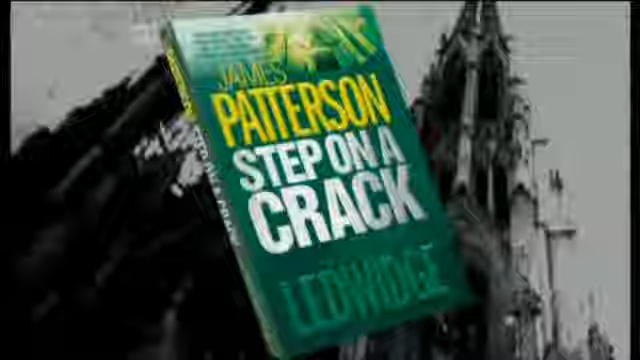 JAMES
PATTERSON
STEP ON A
CRACK
LEDWIDGE